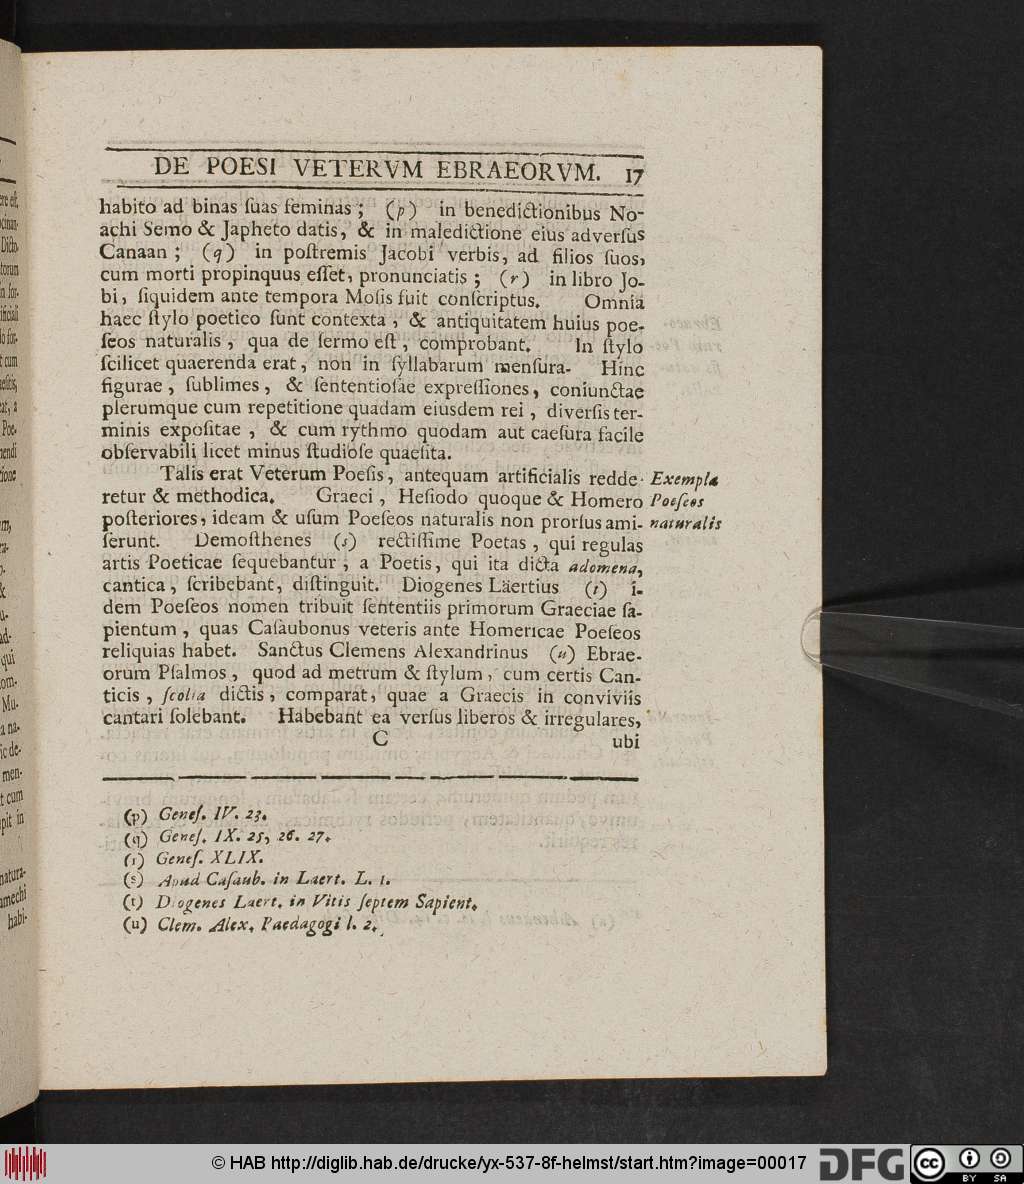 DE POESI VETERVM EBRAEORVM. 17
habito ad binas ſuas feminas ; (p) in benedictionibus No-
achi Semo & Japheto datis, & in maledictione eius adverſus
Canaan ; (q) in poſtremis Jacobi verbis, ad filios ſuos,
cum morti propinquus eſſet, pronunciatis ; (r) in libro Jo-
bi, ſiquidem ante tempora Moſis fuit conſcriptus. Omnia
haec ſtylo poetico ſunt contexta, & antiquitatem huius poe-
ſeos naturalis, qua de ſermo eſt, comprobant. In ſtylo
ſcilicet quaerenda erat, non in ſyllabarum menſura. Hinc
figurae, ſublimes, & ſententioſae expreſſiones, coniunctae
plerumque cum repetitione quadam eiusdem rei, diverſis ter-
minis expoſitae, & cum rythmo quodam aut caeſura facile
obſervabili licet minus ſtudioſe quaeſita.
Talis erat Veterum Poeſis, antequam artificialis redde- Exempla
retur & methodica. Graeci, Heſiodo quoque & Homero Poeſeos
poſteriores, ideam & uſum Poeſeos naturalis non prorſus ami- naturalis
ſerunt. Demoſthenes (s) rectiſſime Poetas, qui regulas
artis Poeticae ſequebantur, a Poetis, qui ita dicta adomena,
cantica, ſcribebant, diſtinguit. Diogenes Läertius (t) i-
dem Poeſeos nomen tribuit ſententiis primorum Graeciae ſa-
pientum, quas Caſàubonus veteris ante Homericae Poeſeos
reliquias habet. Sanctus Clemens Alexandrinus (u) Ebrae-
orum Pſalmos, quod ad metrum & ſtylum, cum certis Can-
ticis, ſcolia dictis, comparat, quae a Graecis in conviviis
cantari ſolebant. Habebant ea verſus liberos & irregulares,
C ubi
(p) Geneſ. IV. 23.
(q) Geneſ. IX. 25, 26. 27.
(r) Geneſ. XLIX.
(s) Apud Caſaub. in Laert. L. 1.
(t) Diogenes Laert. in Vitis ſeptem Sapient.
(u) Clem. Alex. Paedagogi l. 2.
© HAB http://diglib.hab.de/drucke/yx-537-8f-helmst/start.htm?image=00017 DFG cc BY SA